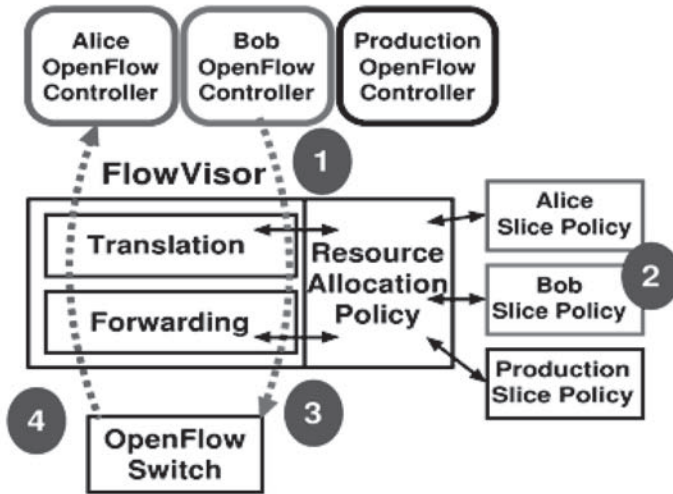 Alice
OpenFlow
Controller
Bob
OpenFlow
Controller
Production
OpenFlow
Controller
1
FlowVisor
Translation
Forwarding
Resource
Allocation
Policy
Alice
Slice Policy
2
Bob
Slice Policy
Production
Slice Policy
4
3
OpenFlow
Switch